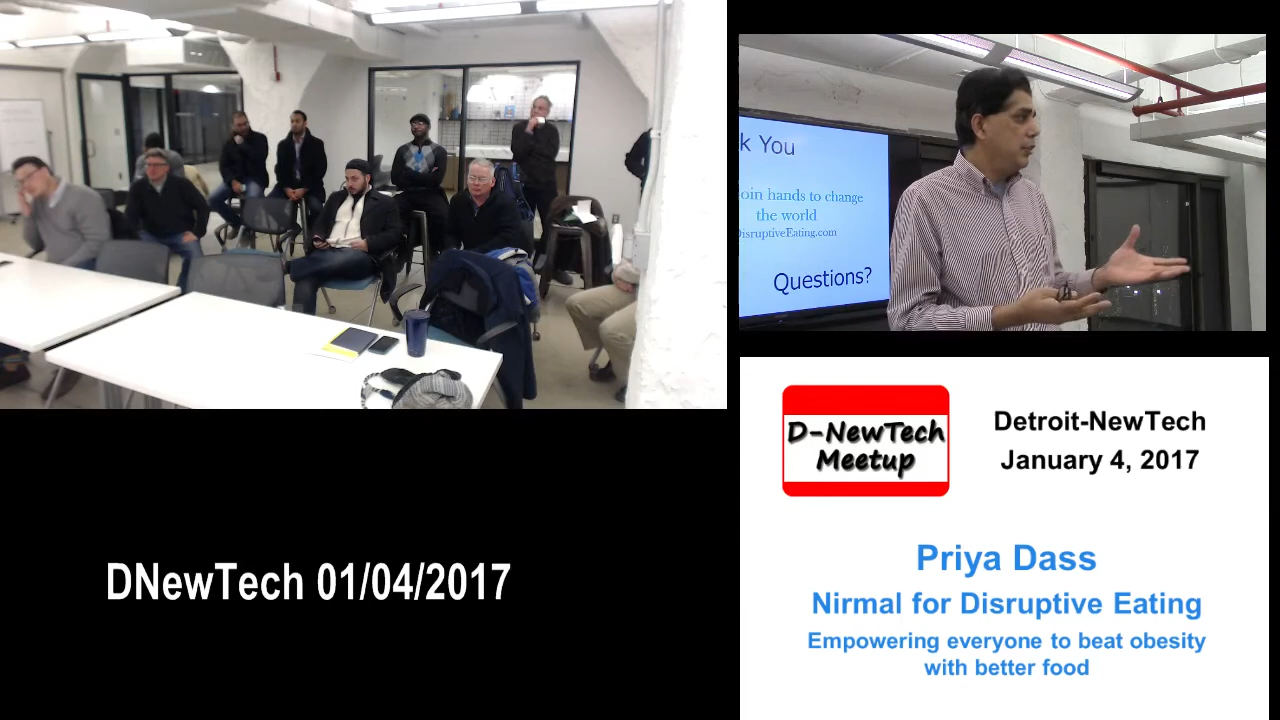 k You
oin hands to change
the world
DisruptiveEating.com
Questions?
D-NewTech
Meetup
Detroit-NewTech
January 4, 2017
Priya Dass
Nirmal for Disruptive Eating
Empowering everyone to beat obesity
with better food
DNewTech 01/04/2017